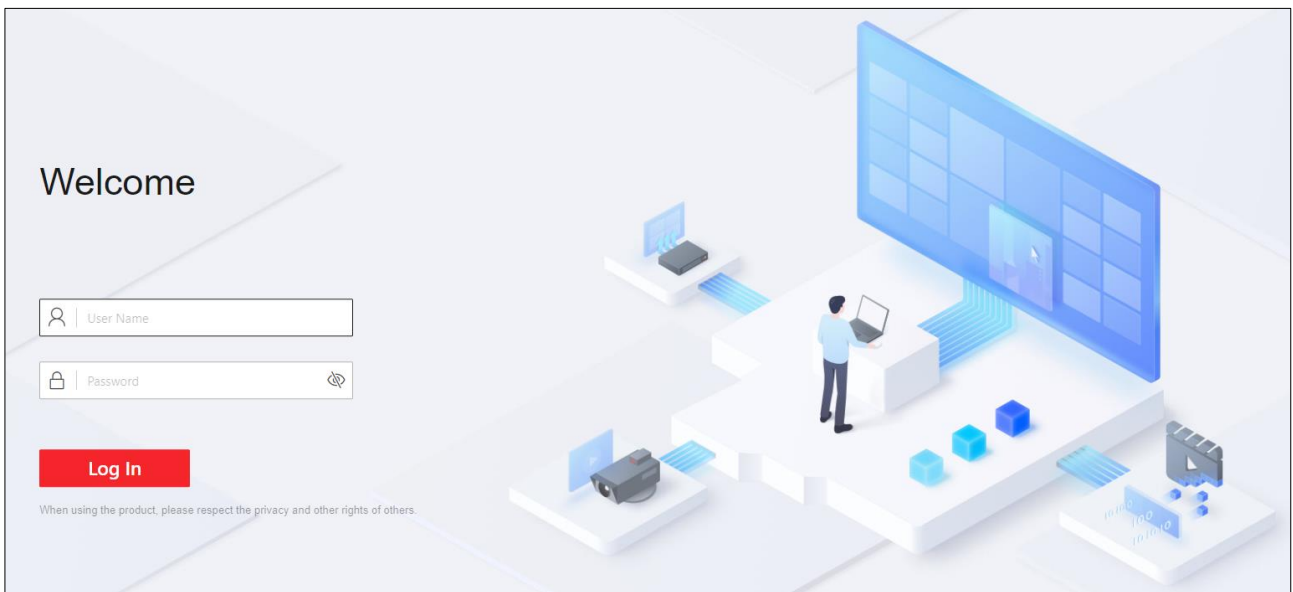 Welcome
User Name
Password
Log In
When using the product, please respect the privacy and other rights of others.